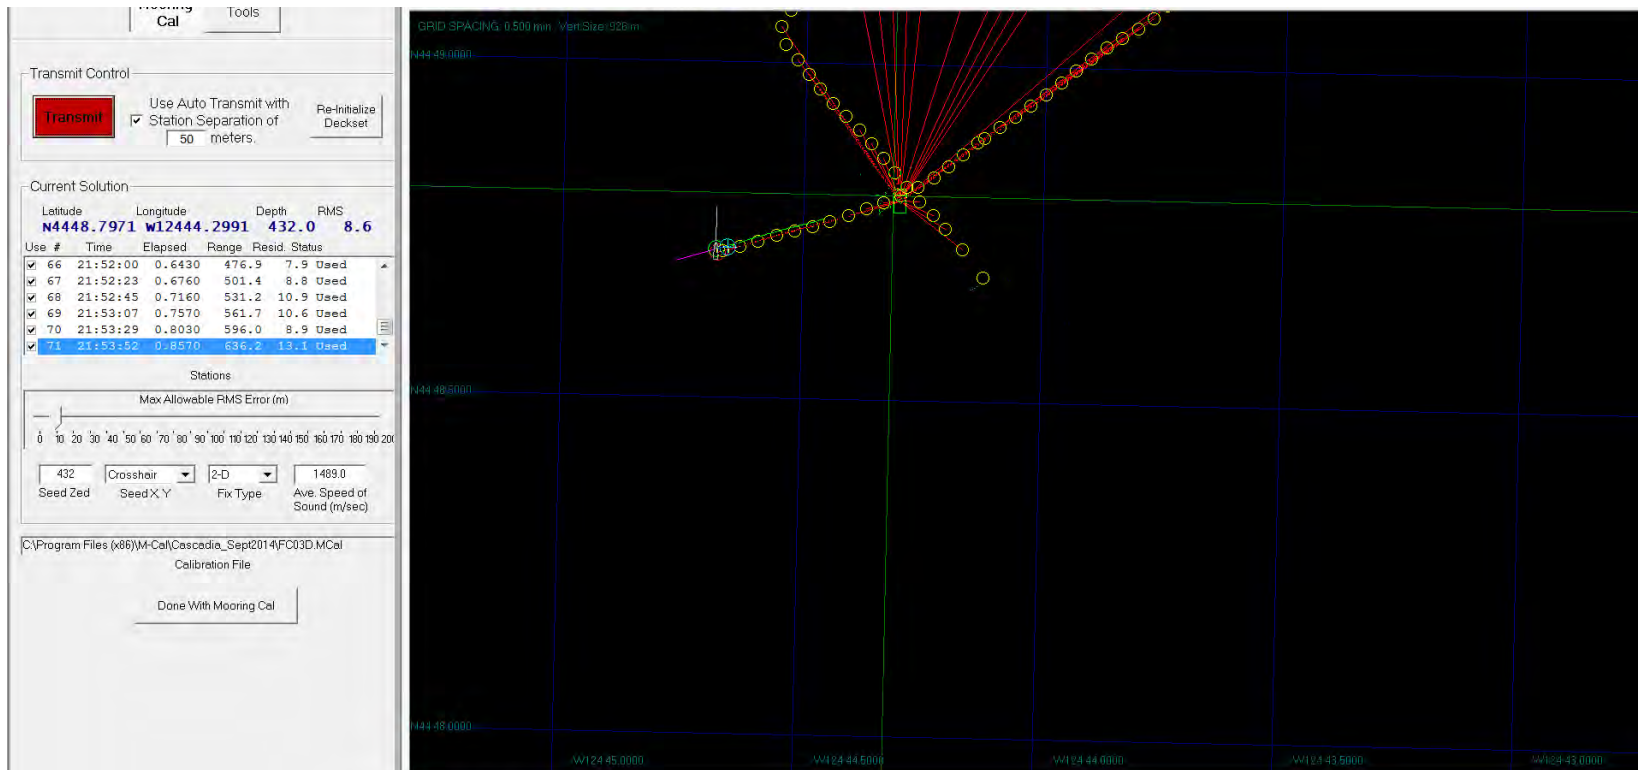 Mooring
Cal
Tools
Transmit Control
Transmit
Use Auto Transmit with
Station Separation of
50 meters.
Re-Initialize
Deckset
Current Solution
Latitude Longitude Depth RMS
N4448.7971 W12444.2991 432.0 8.6
Use # Time Elapsed Range Resid. Status
66 21:52:00 0.6430 476.9 7.9 Used
67 21:52:23 0.6760 501.4 8.8 Used
68 21:52:45 0.7160 531.2 10.9 Used
69 21:53:07 0.7570 561.7 10.6 Used
70 21:53:29 0.8030 596.0 8.9 Used
71 21:53:52 0.8570 636.2 13.1 Used
Stations
Max Allowable RMS Error (m)
0 10 20 30 40 50 60 70 80 90 100 110 120 130 140 150 160 170 180 190 200
432 Crosshair 2-D 1489.0
Seed Zed Seed X,Y Fix Type Ave. Speed of
Sound (m/sec)
C:\Program Files (x86)\M-Cal\Cascadia_Sept2014\FC03D.MCal
Calibration File
Done With Mooring Cal
GRID SPACING: 0.500 min Vert.Size: 926 m
N44 49.0000
N44 48.5000
N44 48.0000
W124 45.0000 W124 44.5000 W124 44.0000 W124 43.5000 W124 43.0000